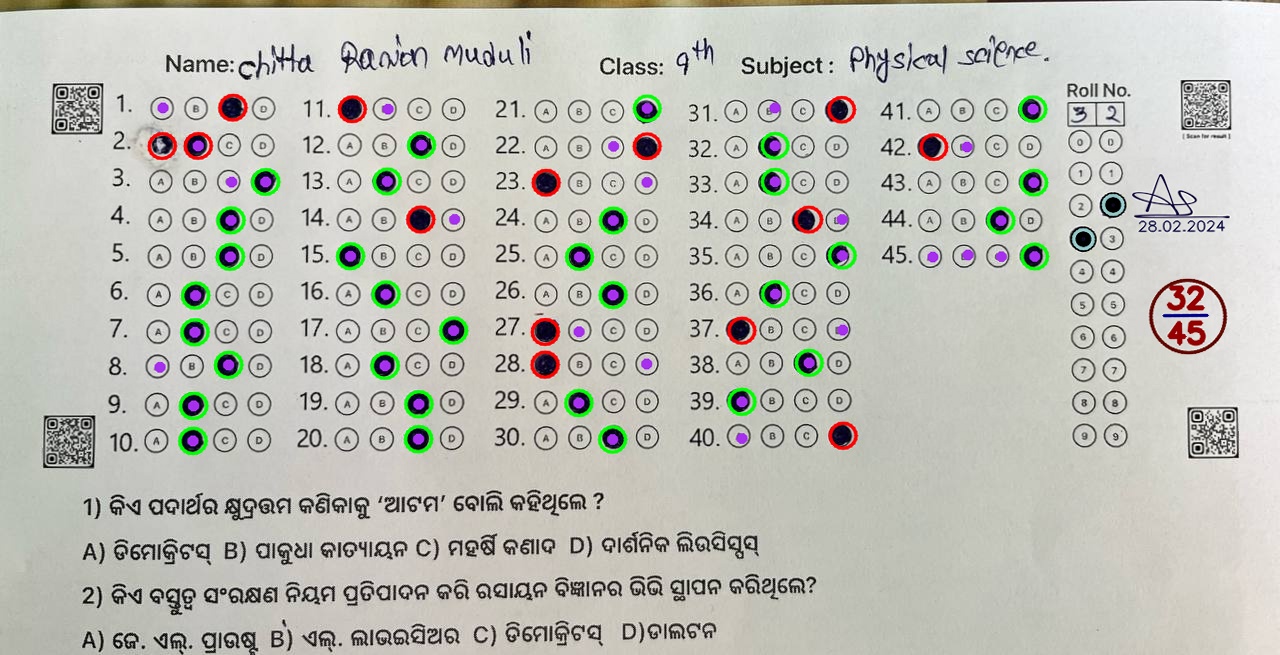 Name: Chitta Ranjan Muduli Class: 9th Subject: Physical science.
Roll No.
3 2
[ Scan for result ]
1. A B C D 11. A B C D 21. A B C D 31. A B C D 41. A B C D
2. A B C D 12. A B C D 22. A B C D 32. A B C D 42. A B C D
3. A B C D 13. A B C D 23. A B C D 33. A B C D 43. A B C D
4. A B C D 14. A B C D 24. A B C D 34. A B C D 44. A B C D
5. A B C D 15. A B C D 25. A B C D 35. A B C D 45.
6. A B C D 16. A B C D 26. A B C D 36. A B C D
7. A B C D 17. A B C D 27. A B C D 37. A B C D
8. A B C D 18. A B C D 28. A B C D 38. A B C D
9. A B C D 19. A B C D 29. A B C D 39. A B C D
10. A B C D 20. A B C D 30. A B C D 40. A B C D
0 0
1 1
2
3
4 4
5 5
6 6
7 7
8 8
9 9
28.02.2024
32
45
1) କିଏ ପଦାର୍ଥର କ୍ଷୁଦ୍ରତ୍ତମ କଣିକାକୁ ‘ଆଟମ’ ବୋଲି କହିଥିଲେ ?
A) ଡିମୋକ୍ରିଟସ୍ B) ପାକୁଧା କାତ୍ୟାୟନ C) ମହର୍ଷି କଣାଦ D) ଦାର୍ଶନିକ ଲିଉସିପ୍ପସ୍
2) କିଏ ବସ୍ତୁତ୍ୱ ସଂରକ୍ଷଣ ନିୟମ ପ୍ରତିପାଦନ କରି ରସାୟନ ବିଜ୍ଞାନର ଭିତ୍ତି ସ୍ଥାପନ କରିଥିଲେ?
A) ଜେ. ଏଲ୍. ପ୍ରାଉଷ୍ଟ B) ଏଲ୍. ଲାଭଇସିଅର C) ଡିମୋକ୍ରିଟସ୍ D)ଡାଲଟନ